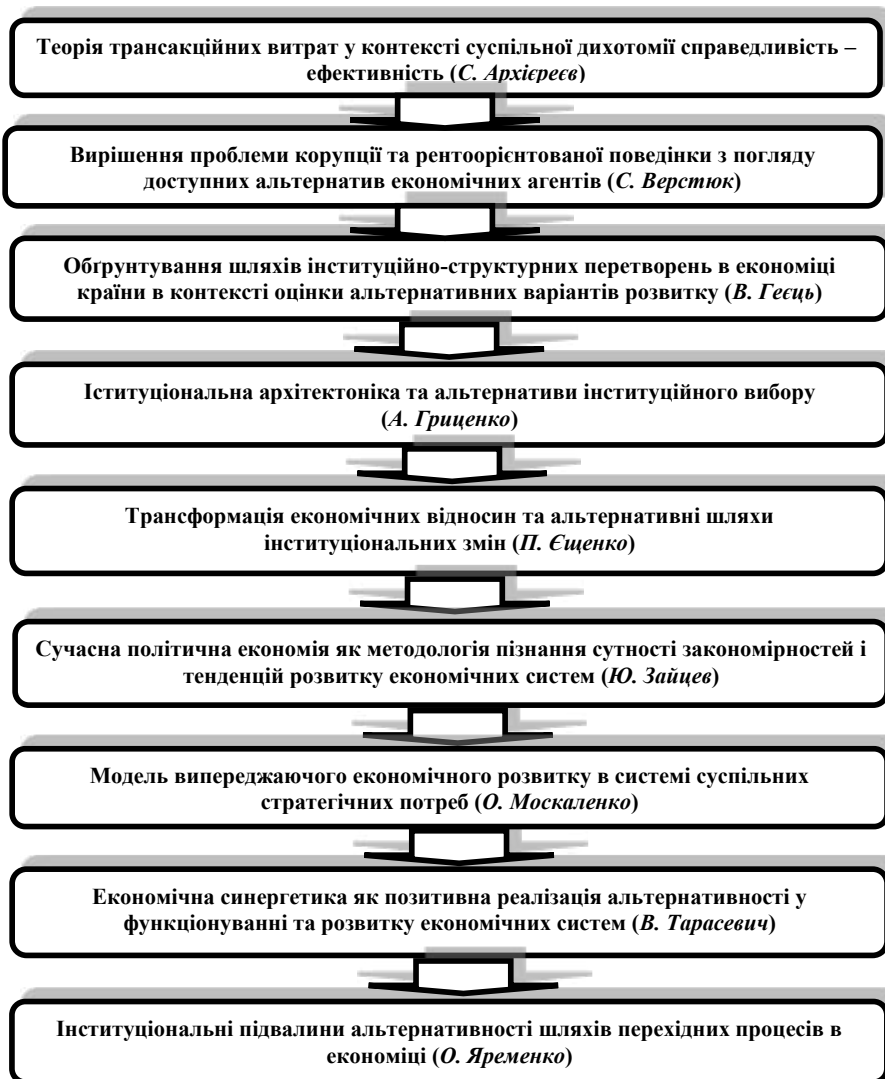 Теорія трансакційних витрат у контексті суспільної дихотомії справедливість –
ефективність (С. Архієреєв)
Вирішення проблеми корупції та рентоорієнтованої поведінки з погляду
доступних альтернатив економічних агентів (С. Верстюк)
Обґрунтування шляхів інституційно-структурних перетворень в економіці
країни в контексті оцінки альтернативних варіантів розвитку (В. Геєць)
Іституціональна архітектоніка та альтернативи інституційного вибору
(А. Гриценко)
Трансформація економічних відносин та альтернативні шляхи
інституціональних змін (П. Єщенко)
Сучасна політична економія як методологія пізнання сутності закономірностей і
тенденцій розвитку економічних систем (Ю. Зайцев)
Модель випереджаючого економічного розвитку в системі суспільних
стратегічних потреб (О. Москаленко)
Економічна синергетика як позитивна реалізація альтернативності у
функціонуванні та розвитку економічних систем (В. Тарасевич)
Інституціональні підвалини альтернативності шляхів перехідних процесів в
економіці (О. Яременко)